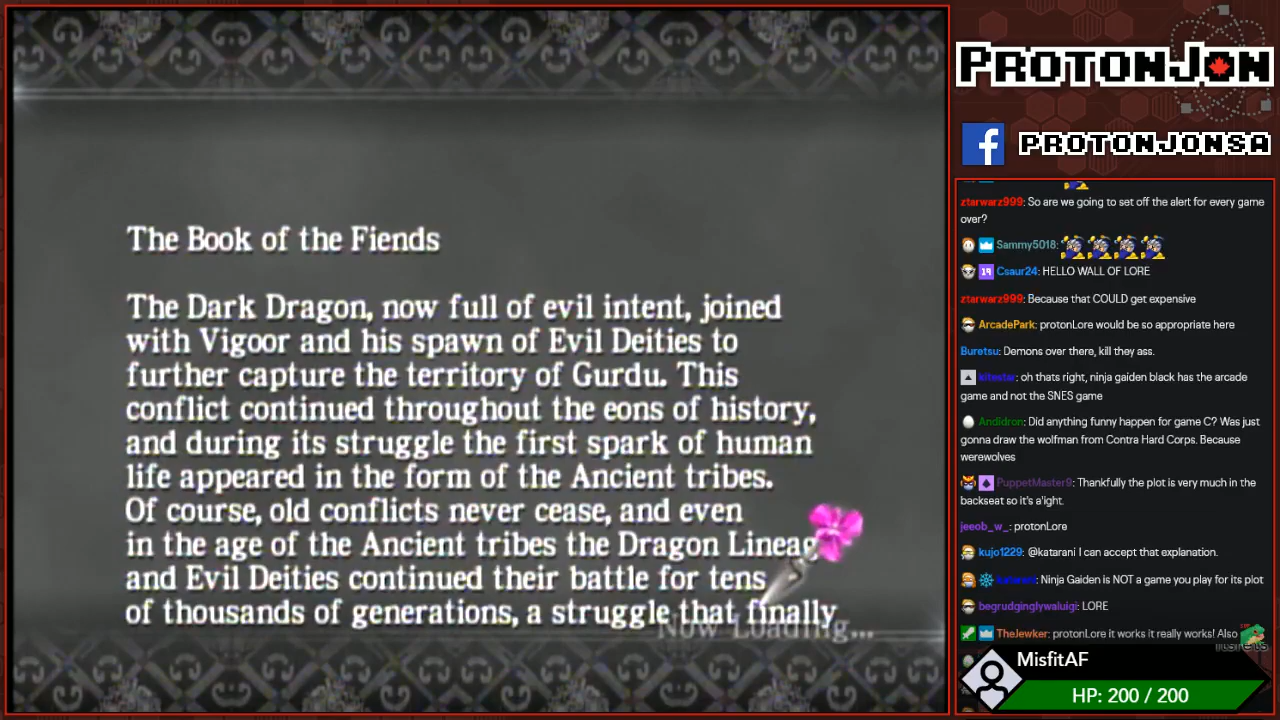 The Book of the Fiends
The Dark Dragon, now full of evil intent, joined
with Vigoor and his spawn of Evil Deities to
further capture the territory of Gurdu. This
conflict continued throughout the eons of history,
and during its struggle the first spark of human
life appeared in the form of the Ancient tribes.
Of course, old conflicts never cease, and even
in the age of the Ancient tribes the Dragon Lineag
and Evil Deities continued their battle for tens
of thousands of generations, a struggle that finally
Now Loading...
PROTONJON
f PROTONJONSA
ztarwarz999: So are we going to set off the alert for every game
over?
Sammy5018:
19 Csaur24: HELLO WALL OF LORE
ztarwarz999: Because that COULD get expensive
ArcadePark: protonLore would be so appropriate here
Buretsu: Demons over there, kill they ass.
kitestar: oh thats right, ninja gaiden black has the arcade
game and not the SNES game
Andidron: Did anything funny happen for game C? Was just
gonna draw the wolfman from Contra Hard Corps. Because
werewolves
PuppetMaster9: Thankfully the plot is very much in the
backseat so it's a'ight.
jeeob_w_: protonLore
kujo1229: @katarani I can accept that explanation.
katarani: Ninja Gaiden is NOT a game you play for its plot
begrudginglywaluigi: LORE
TheJewker: protonLore it works it really works! Also
MisfitAF
HP: 200 / 200